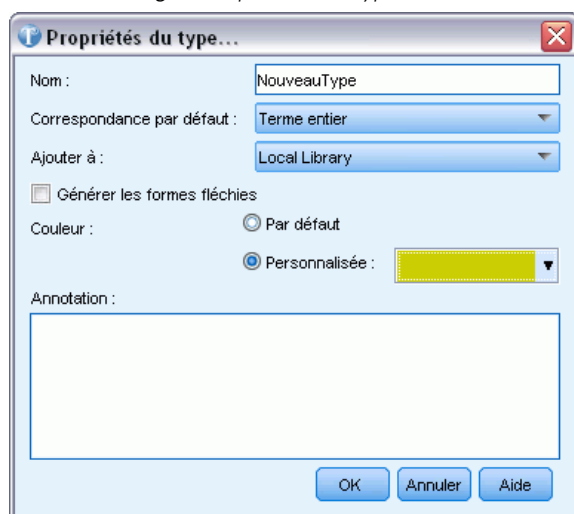 Propriétés du type...
Nom : NouveauType
Correspondance par défaut : Terme entier
Ajouter à : Local Library
Générer les formes fléchies
Couleur : Par défaut
Personnalisée :
Annotation :
OK Annuler Aide